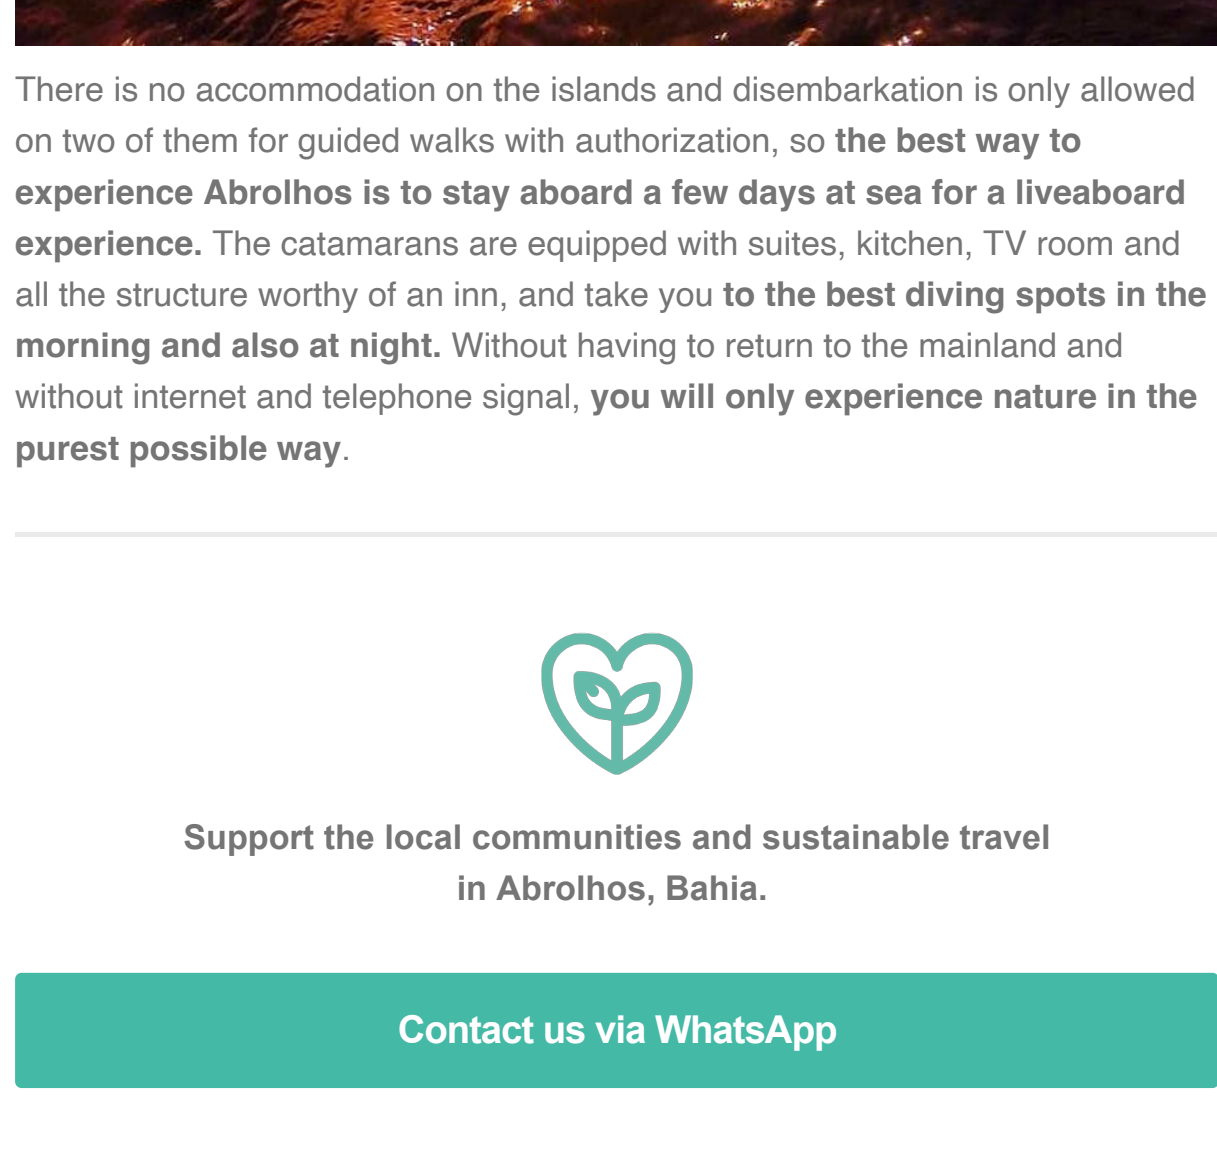 There is no accommodation on the islands and disembarkation is only allowed
on two of them for guided walks with authorization, so the best way to
experience Abrolhos is to stay aboard a few days at sea for a liveaboard
experience. The catamarans are equipped with suites, kitchen, TV room and
all the structure worthy of an inn, and take you to the best diving spots in the
morning and also at night. Without having to return to the mainland and
without internet and telephone signal, you will only experience nature in the
purest possible way.
Support the local communities and sustainable travel
in Abrolhos, Bahia.
Contact us via WhatsApp